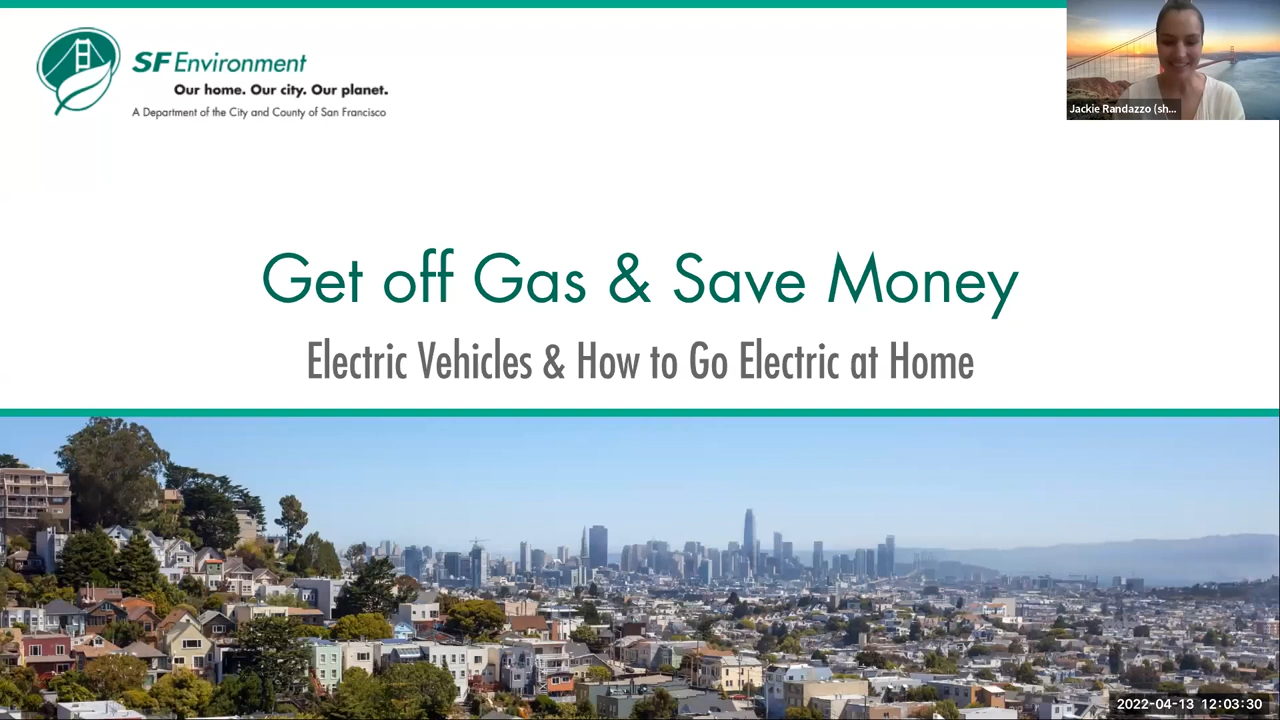 SF Environment
Our home. Our city. Our planet.
A Department of the City and County of San Francisco
Jackie Randazzo (sh...
Get off Gas & Save Money
Electric Vehicles & How to Go Electric at Home
2022-04-13 12:03:30